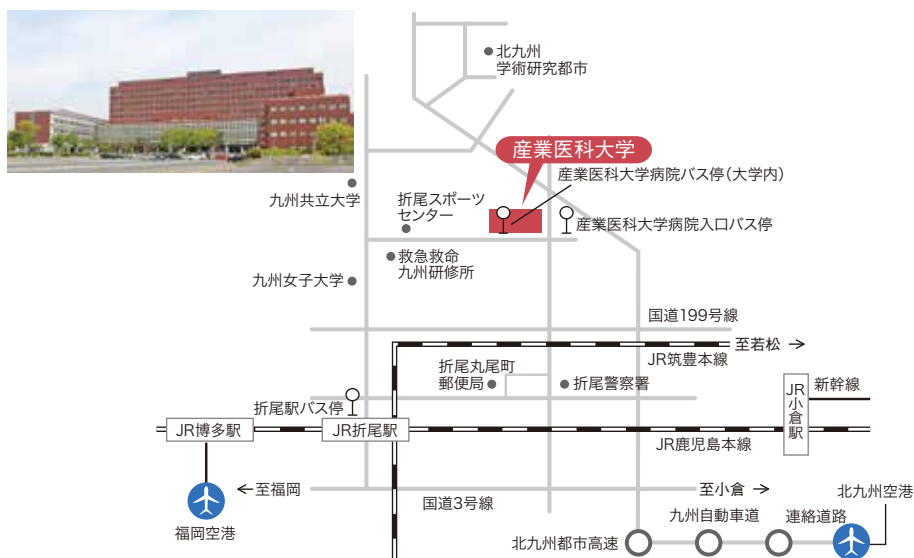 北九州
学術研究都市
産業医科大学
産業医科大学病院バス停(大学内)
九州共立大学
折尾スポーツ
センター
産業医科大学病院入口バス停
救急救命
九州研修所
九州女子大学
国道199号線
至若松 →
JR筑豊本線
折尾丸尾町
郵便局
折尾警察署
JR小倉駅
新幹線
折尾駅バス停
JR博多駅
JR折尾駅
JR鹿児島本線
← 至福岡
至小倉 →
国道3号線
北九州空港
福岡空港
九州自動車道
連絡道路
北九州都市高速